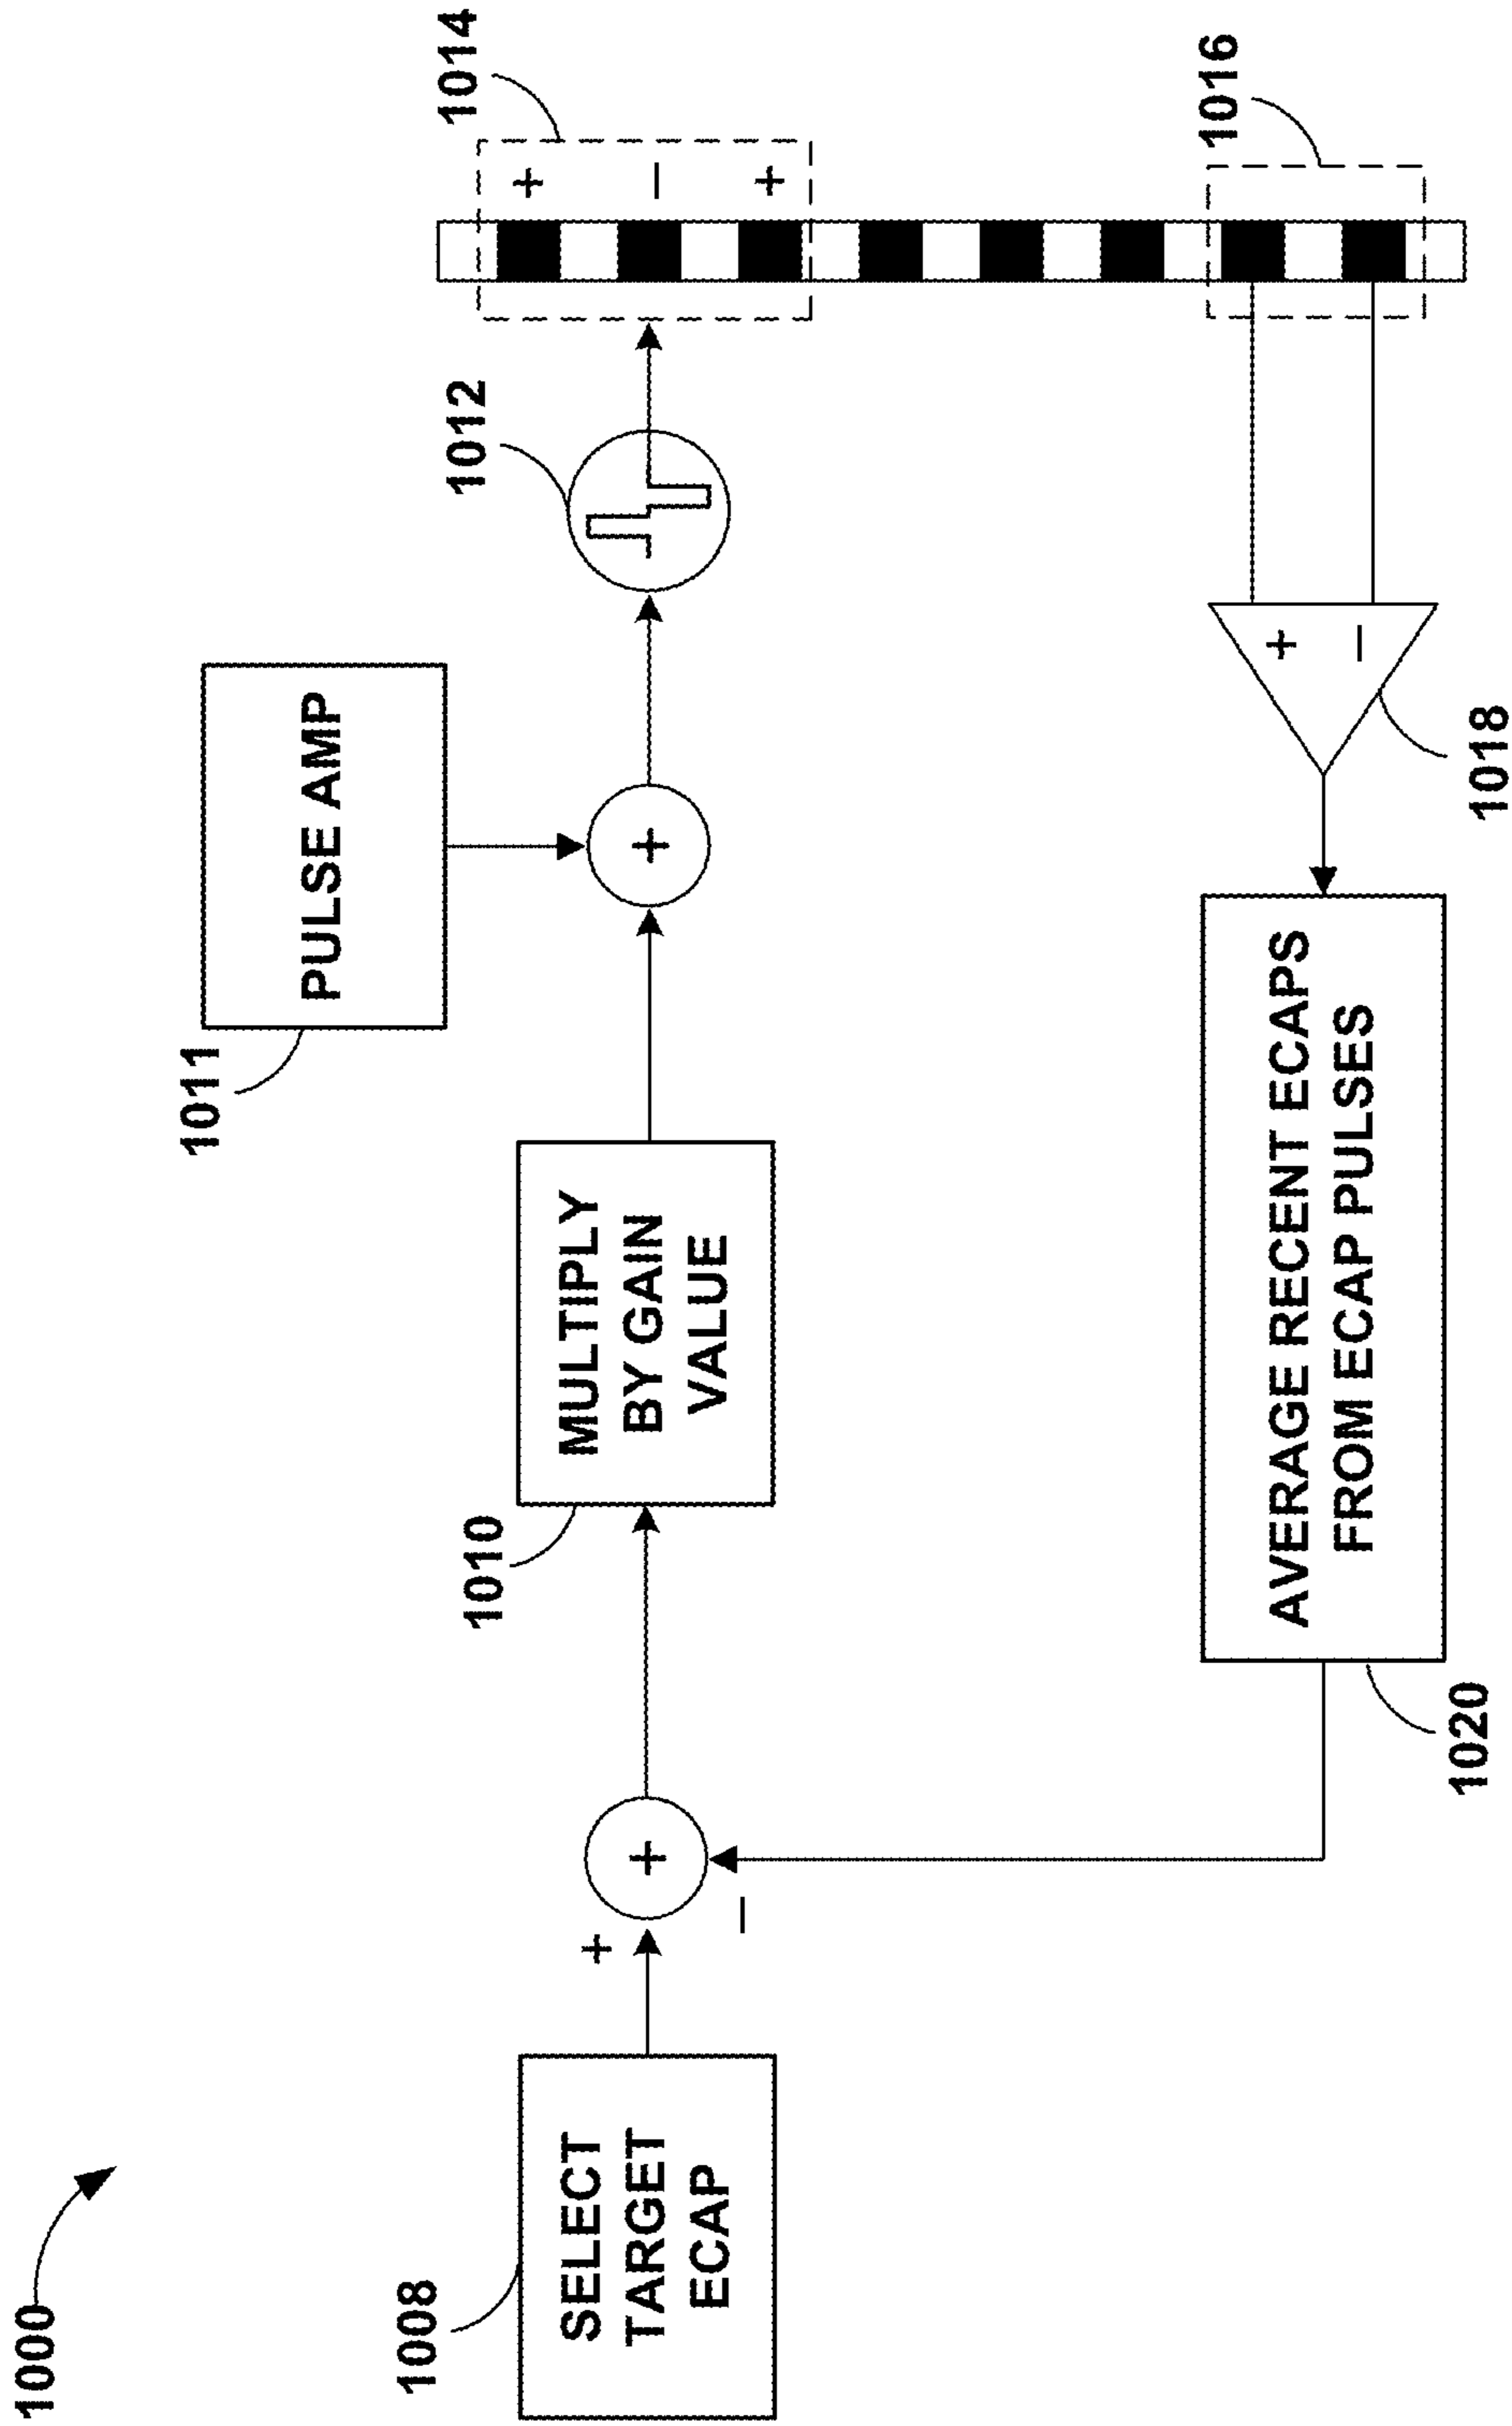 1000
1008
SELECT
TARGET
ECAP
+
−
+
1010
MULTIPLY
BY GAIN
VALUE
1011
PULSE AMP
+
1012
1014
+
−
+
1016
+
−
1018
AVERAGE RECENT ECAPS
FROM ECAP PULSES
1020